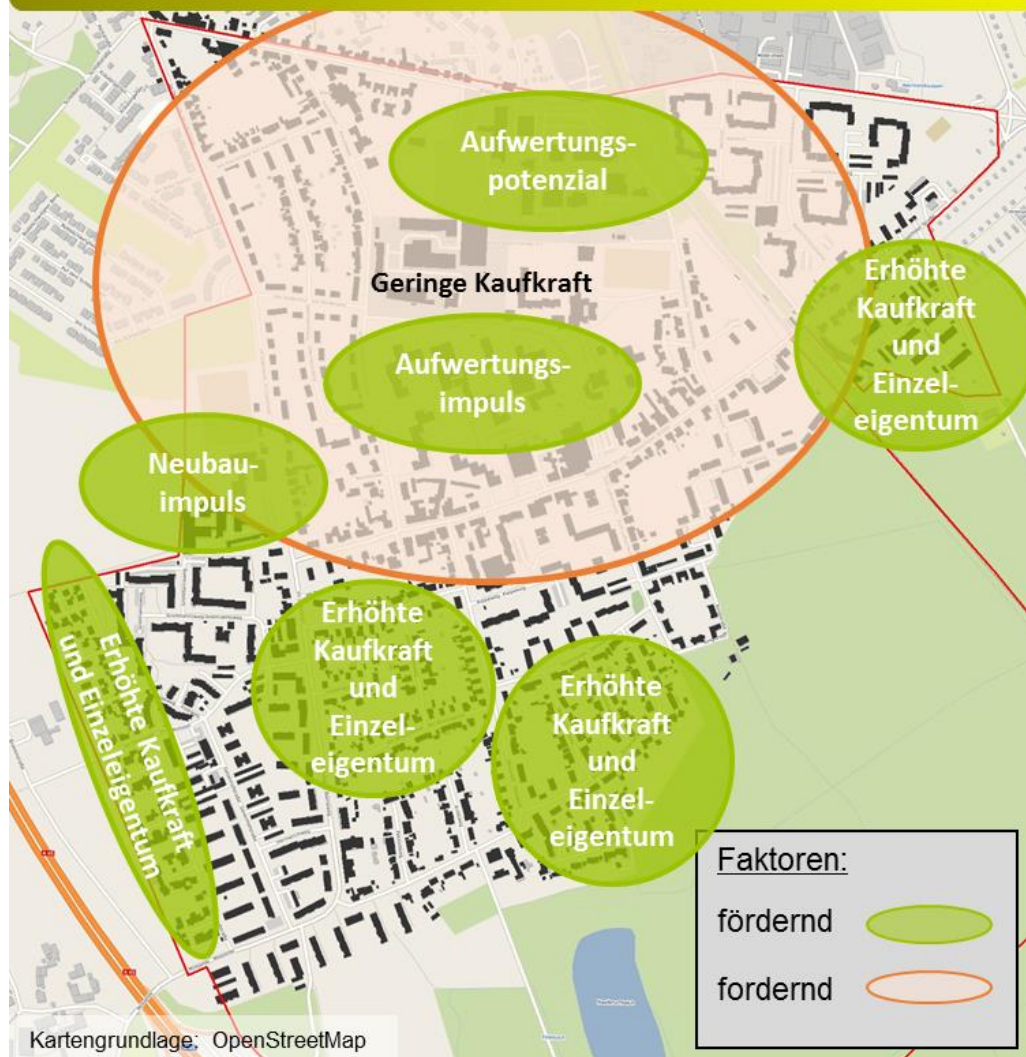 Aufwertungs-
potenzial
Geringe Kaufkraft
Erhöhte
Kaufkraft
und
Einzel-
eigentum
Aufwertungs-
impuls
Neubau-
impuls
Erhöhte Kaufkraft
und Einzeleigentum
Erhöhte
Kaufkraft
und
Einzel-
eigentum
Erhöhte
Kaufkraft
und
Einzel-
eigentum
Faktoren:
fördernd
fordernd
Kartengrundlage: OpenStreetMap